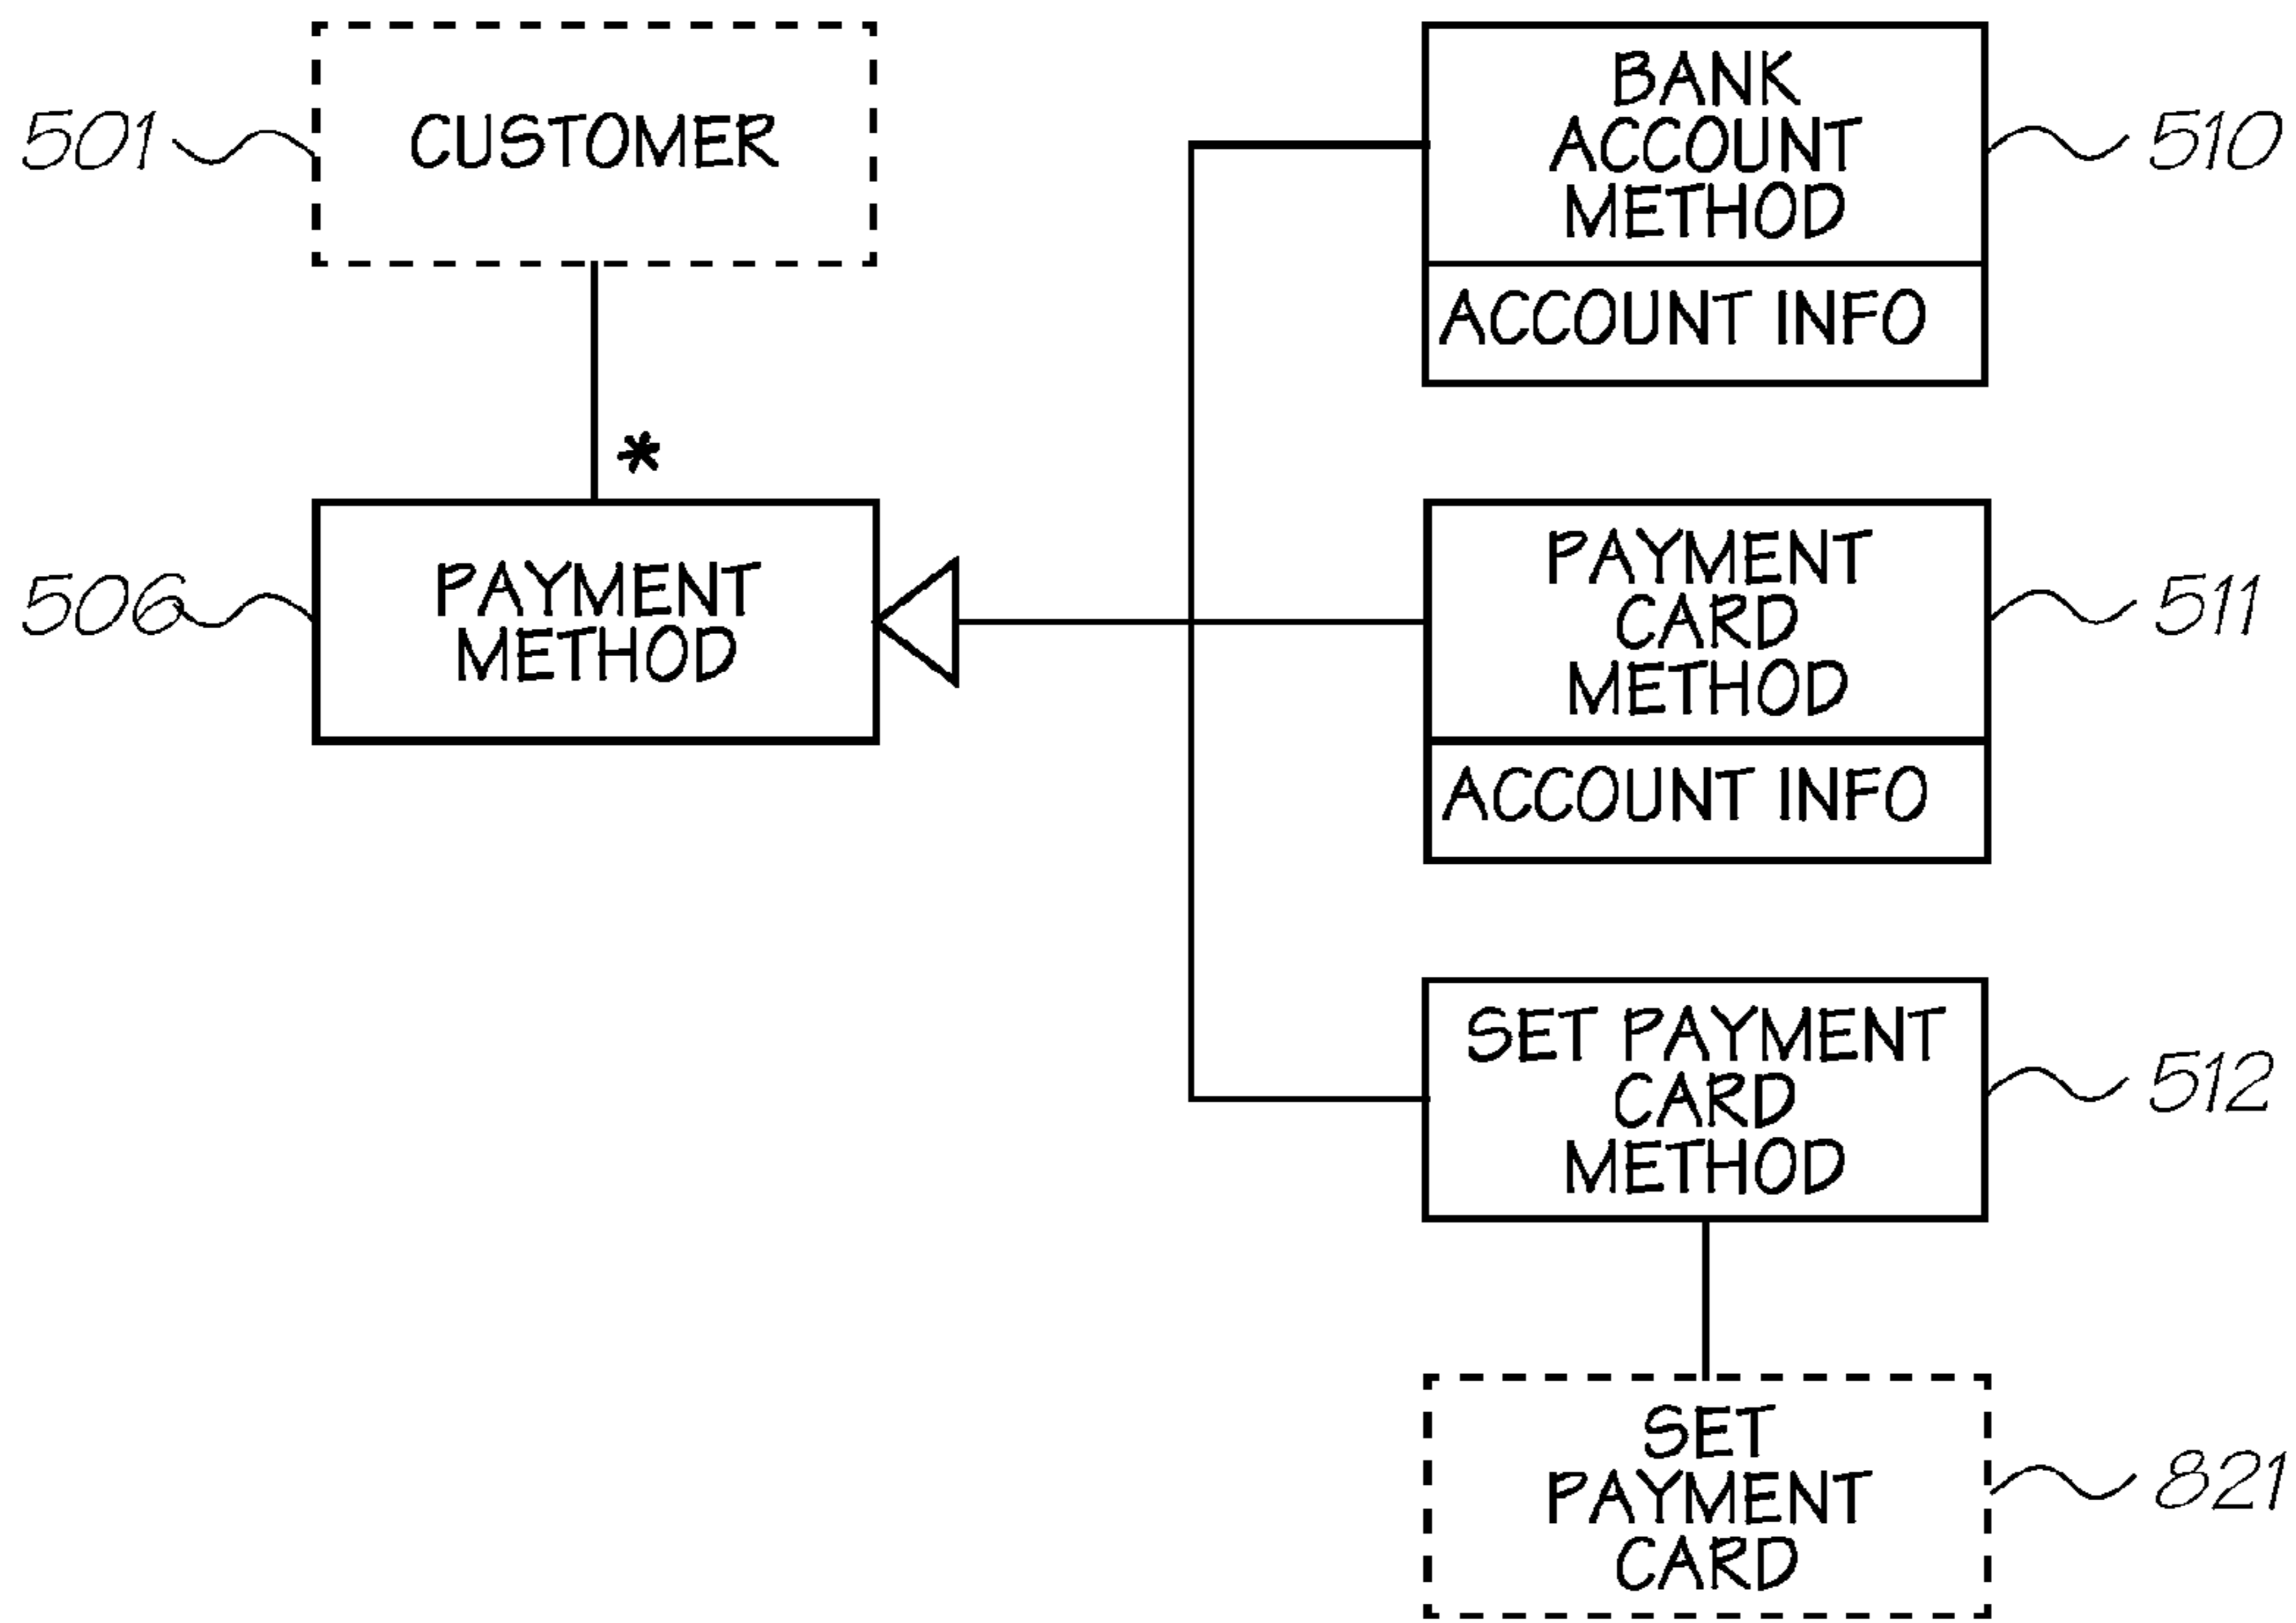 501
CUSTOMER
*
506
PAYMENT
METHOD
BANK
ACCOUNT
METHOD
ACCOUNT INFO
510
PAYMENT
CARD
METHOD
ACCOUNT INFO
511
SET PAYMENT
CARD
METHOD
512
SET
PAYMENT
CARD
821